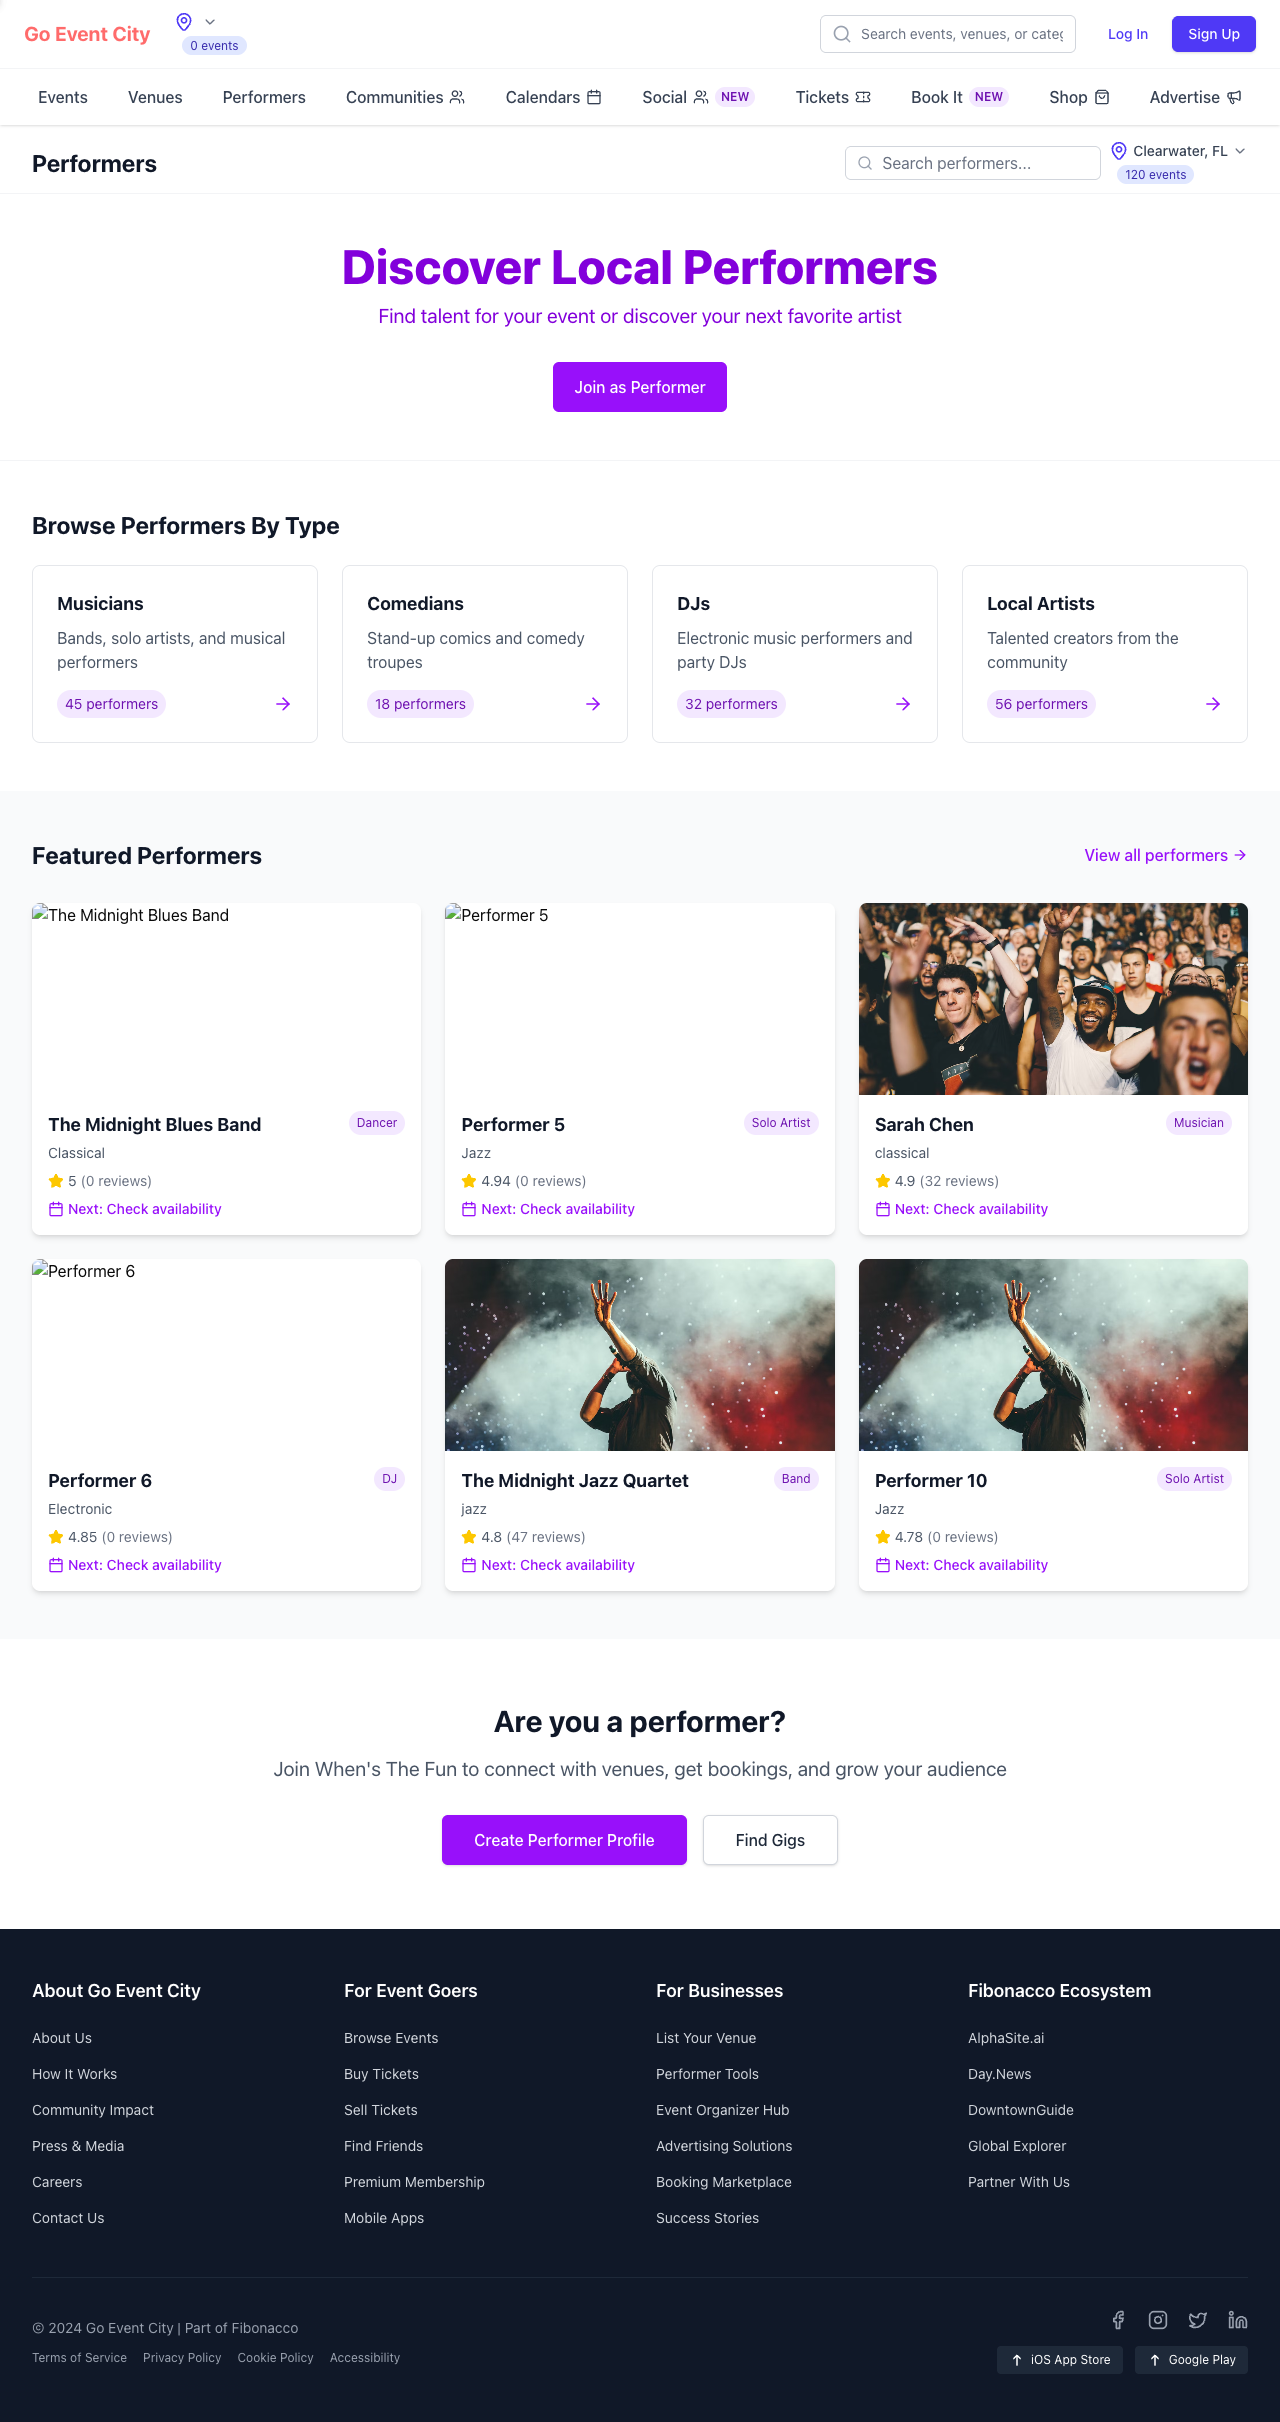 Go Event City
0 events
Search events, venues, or categ
Log In
Sign Up
Events
Venues
Performers
Communities
Calendars
Social NEW
Tickets
Book It NEW
Shop
Advertise
Performers
Search performers...
Clearwater, FL
120 events
Discover Local Performers
Find talent for your event or discover your next favorite artist
Join as Performer
Browse Performers By Type
Musicians
Bands, solo artists, and musical
performers
45 performers
Comedians
Stand-up comics and comedy
troupes
18 performers
DJs
Electronic music performers and
party DJs
32 performers
Local Artists
Talented creators from the
community
56 performers
Featured Performers
View all performers
The Midnight Blues Band
The Midnight Blues Band
Dancer
Classical
5 (0 reviews)
Next: Check availability
Performer 5
Performer 5
Solo Artist
Jazz
4.94 (0 reviews)
Next: Check availability
Sarah Chen
Musician
classical
4.9 (32 reviews)
Next: Check availability
Performer 6
Performer 6
DJ
Electronic
4.85 (0 reviews)
Next: Check availability
The Midnight Jazz Quartet
Band
jazz
4.8 (47 reviews)
Next: Check availability
Performer 10
Solo Artist
Jazz
4.78 (0 reviews)
Next: Check availability
Are you a performer?
Join When's The Fun to connect with venues, get bookings, and grow your audience
Create Performer Profile
Find Gigs
About Go Event City
About Us
How It Works
Community Impact
Press & Media
Careers
Contact Us
For Event Goers
Browse Events
Buy Tickets
Sell Tickets
Find Friends
Premium Membership
Mobile Apps
For Businesses
List Your Venue
Performer Tools
Event Organizer Hub
Advertising Solutions
Booking Marketplace
Success Stories
Fibonacco Ecosystem
AlphaSite.ai
Day.News
DowntownGuide
Global Explorer
Partner With Us
© 2024 Go Event City | Part of Fibonacco
Terms of Service
Privacy Policy
Cookie Policy
Accessibility
iOS App Store
Google Play